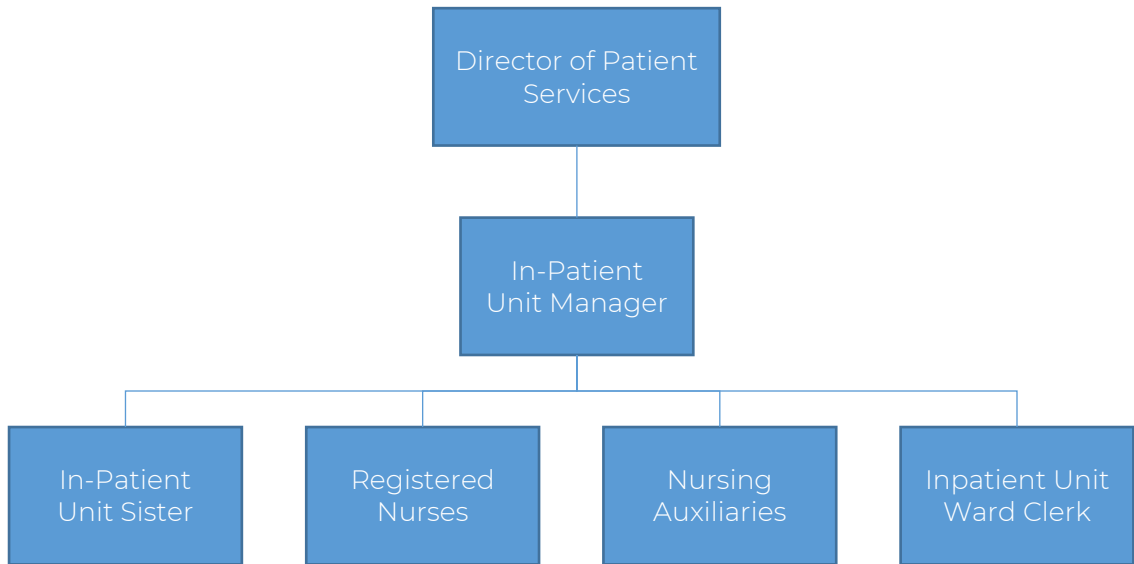 Director of Patient
Services
In-Patient
Unit Manager
In-Patient
Unit Sister
Registered
Nurses
Nursing
Auxiliaries
Inpatient Unit
Ward Clerk